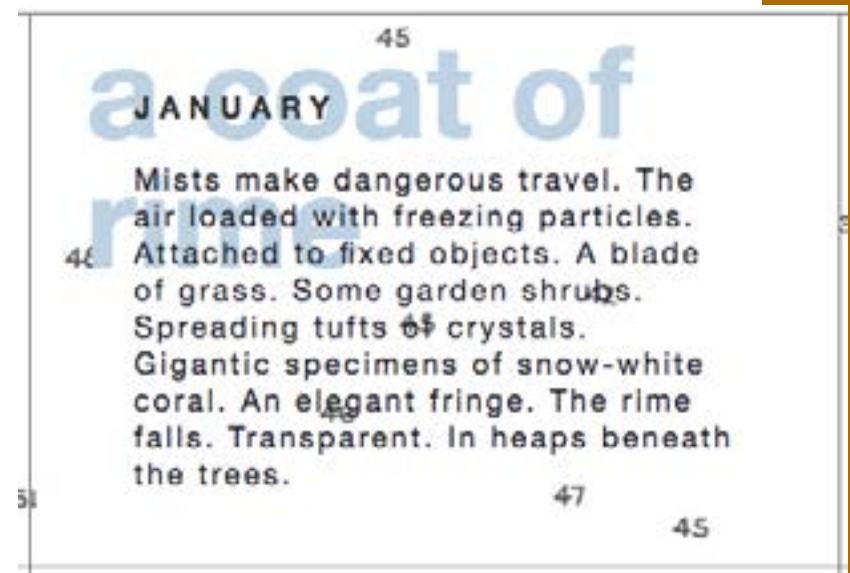 45
a coat of
JANUARY
Mists make dangerous travel. The
rime
air loaded with freezing particles.
Attached to fixed objects. A blade
of grass. Some garden shrubs.
Spreading tufts of crystals.
Gigantic specimens of snow-white
coral. An elegant fringe. The rime
falls. Transparent. In heaps beneath
the trees.
47
45